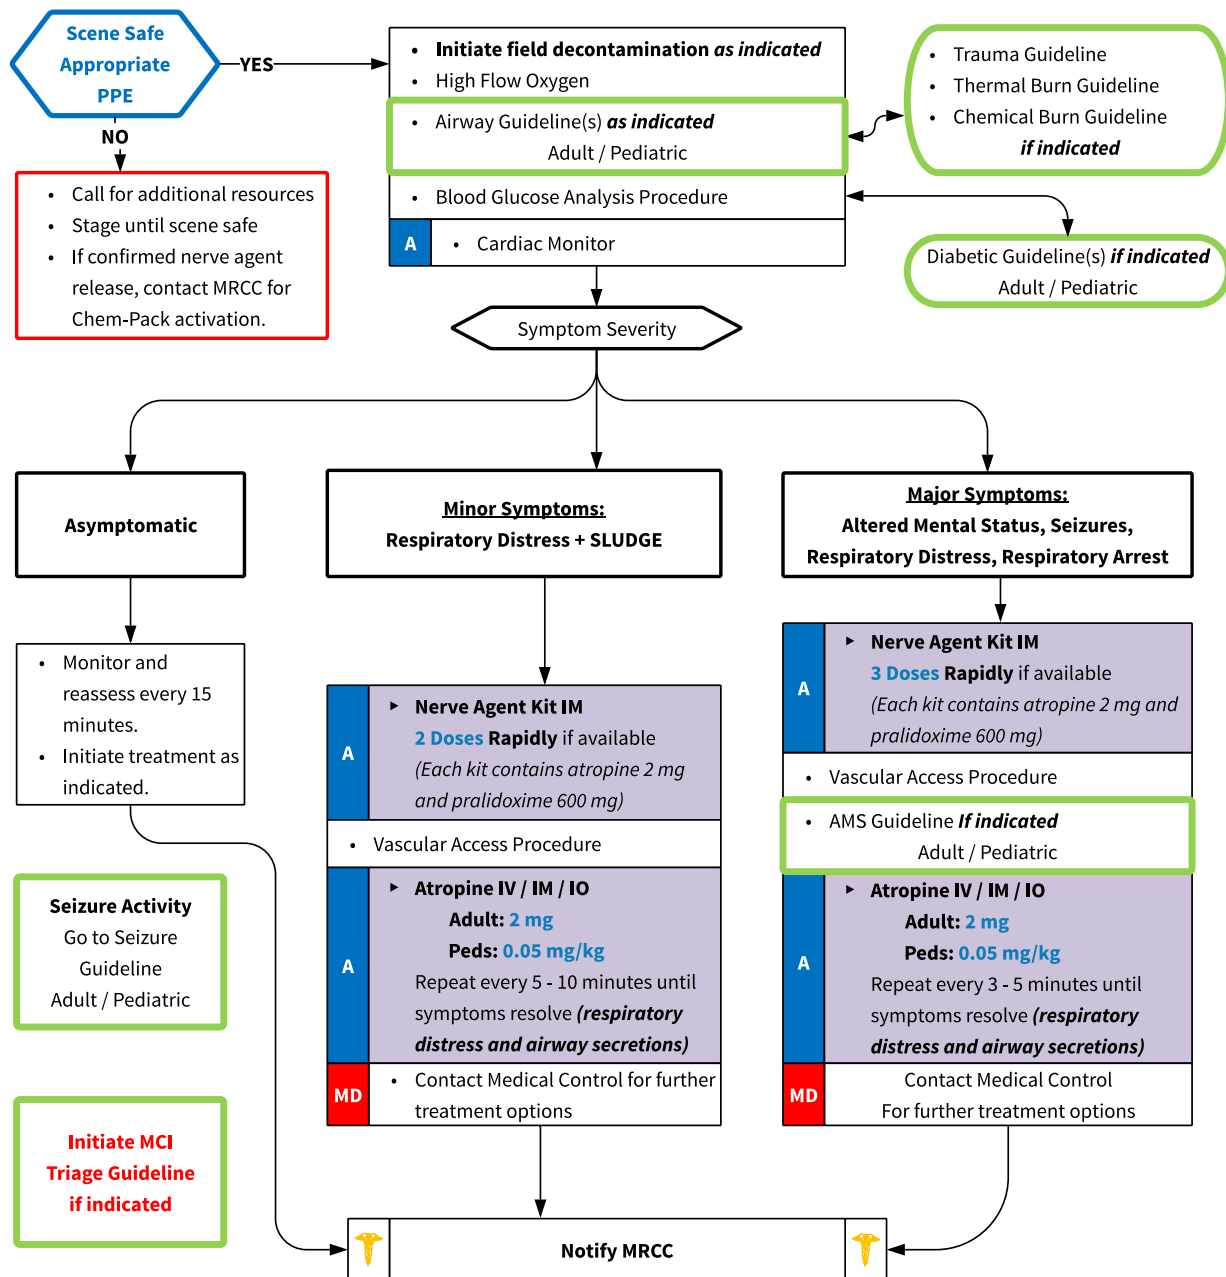 Scene Safe
Appropriate
PPE
YES
NO
• Call for additional resources
• Stage until scene safe
• If confirmed nerve agent
release, contact MRCC for
Chem-Pack activation.
• Initiate field decontamination as indicated
• High Flow Oxygen
• Airway Guideline(s) as indicated
Adult / Pediatric
• Blood Glucose Analysis Procedure
A
• Cardiac Monitor
• Trauma Guideline
• Thermal Burn Guideline
• Chemical Burn Guideline
if indicated
Diabetic Guideline(s) if indicated
Adult / Pediatric
Symptom Severity
Asymptomatic
• Monitor and
reassess every 15
minutes.
• Initiate treatment as
indicated.
Seizure Activity
Go to Seizure
Guideline
Adult / Pediatric
Initiate MCI
Triage Guideline
if indicated
Minor Symptoms:
Respiratory Distress + SLUDGE
A
▸ Nerve Agent Kit IM
2 Doses Rapidly if available
(Each kit contains atropine 2 mg
and pralidoxime 600 mg)
• Vascular Access Procedure
A
▸ Atropine IV / IM / IO
Adult: 2 mg
Peds: 0.05 mg/kg
Repeat every 5 - 10 minutes until
symptoms resolve (respiratory
distress and airway secretions)
MD
• Contact Medical Control for further
treatment options
Major Symptoms:
Altered Mental Status, Seizures,
Respiratory Distress, Respiratory Arrest
A
▸ Nerve Agent Kit IM
3 Doses Rapidly if available
(Each kit contains atropine 2 mg and
pralidoxime 600 mg)
• Vascular Access Procedure
• AMS Guideline If indicated
Adult / Pediatric
A
▸ Atropine IV / IM / IO
Adult: 2 mg
Peds: 0.05 mg/kg
Repeat every 3 - 5 minutes until
symptoms resolve (respiratory
distress and airway secretions)
MD
Contact Medical Control
For further treatment options
Notify MRCC